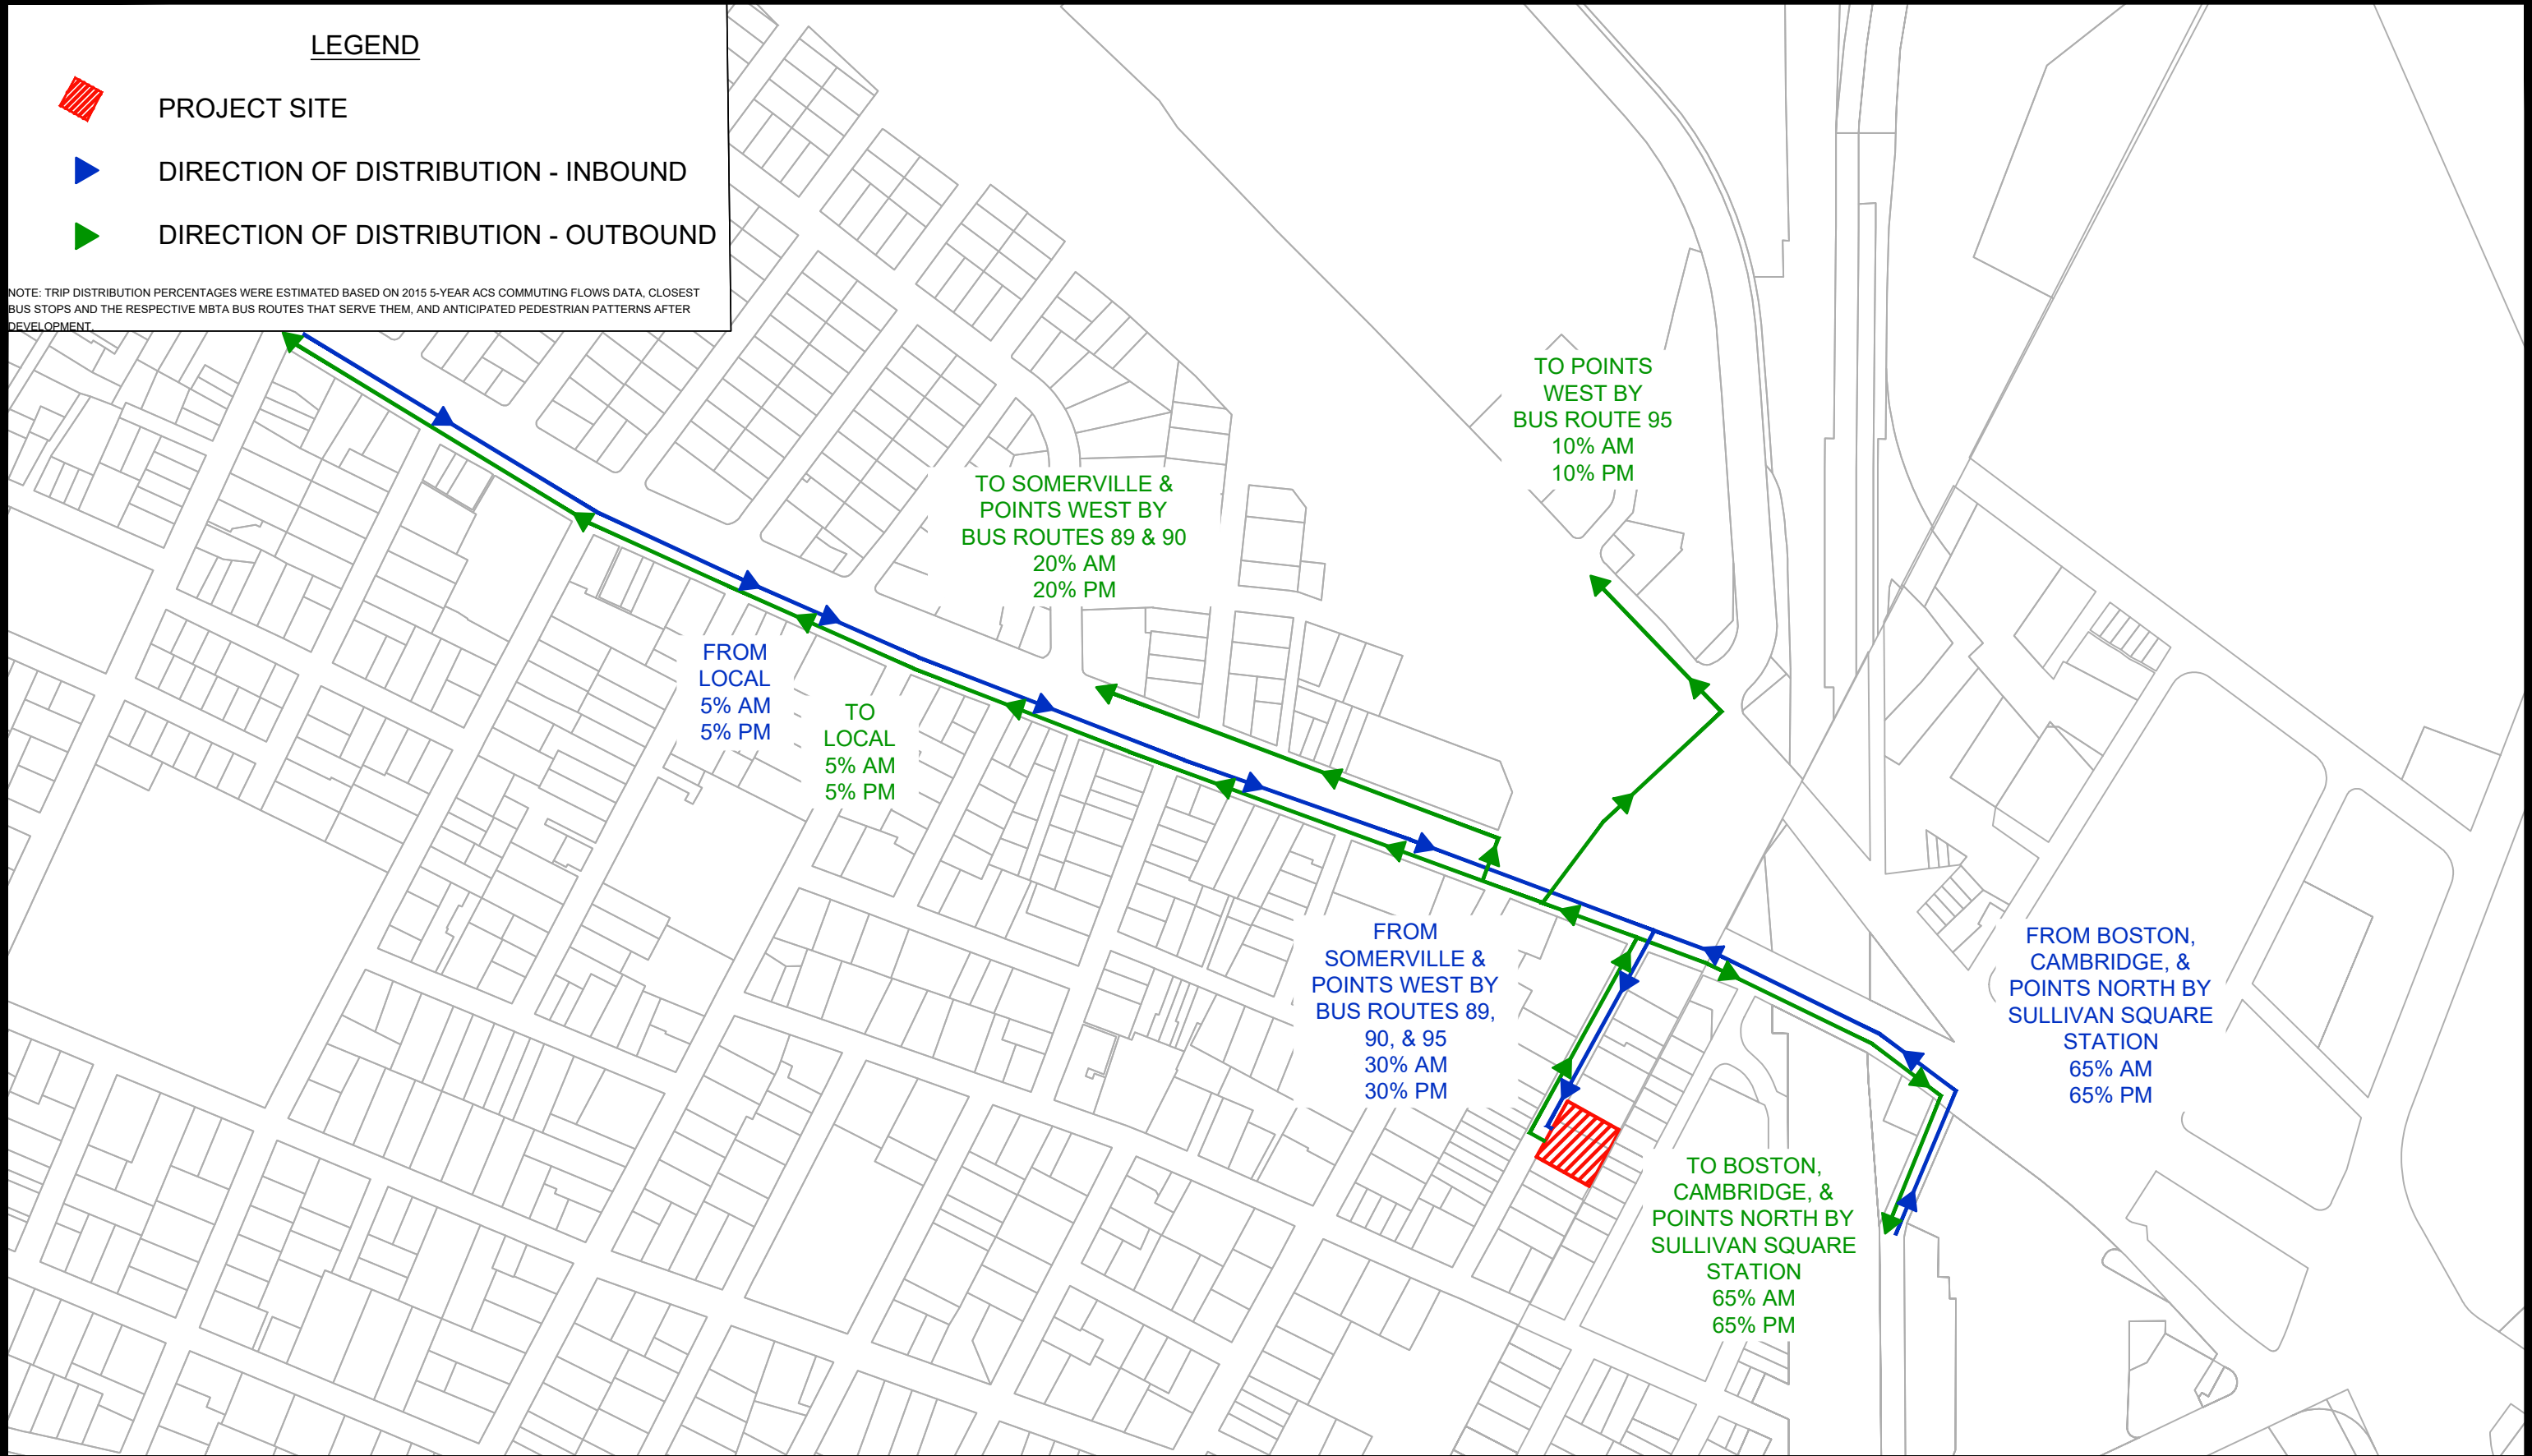 LEGEND
PROJECT SITE
DIRECTION OF DISTRIBUTION - INBOUND
DIRECTION OF DISTRIBUTION - OUTBOUND
NOTE: TRIP DISTRIBUTION PERCENTAGES WERE ESTIMATED BASED ON 2015 5-YEAR ACS COMMUTING FLOWS DATA, CLOSEST
BUS STOPS AND THE RESPECTIVE MBTA BUS ROUTES THAT SERVE THEM, AND ANTICIPATED PEDESTRIAN PATTERNS AFTER
DEVELOPMENT.
TO POINTS
WEST BY
BUS ROUTE 95
10% AM
10% PM
TO SOMERVILLE &
POINTS WEST BY
BUS ROUTES 89 & 90
20% AM
20% PM
FROM
LOCAL
5% AM
5% PM
TO
LOCAL
5% AM
5% PM
FROM
SOMERVILLE &
POINTS WEST BY
BUS ROUTES 89,
90, & 95
30% AM
30% PM
FROM BOSTON,
CAMBRIDGE, &
POINTS NORTH BY
SULLIVAN SQUARE
STATION
65% AM
65% PM
TO BOSTON,
CAMBRIDGE, &
POINTS NORTH BY
SULLIVAN SQUARE
STATION
65% AM
65% PM